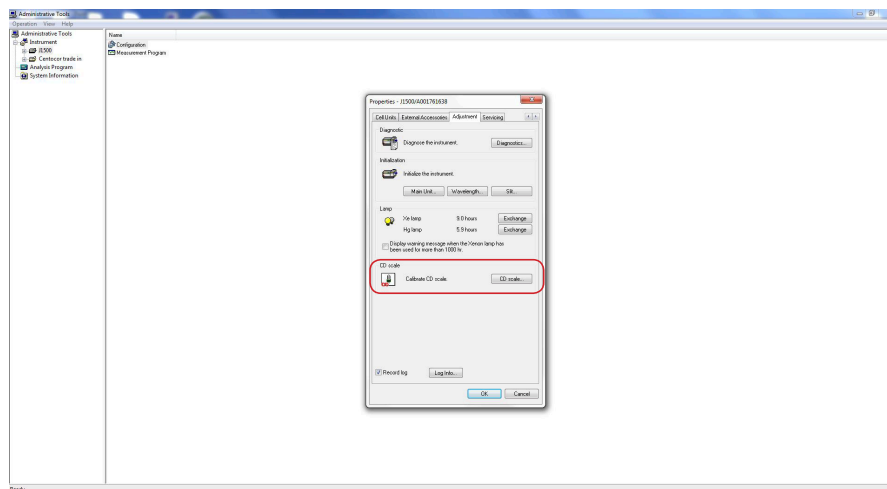 Administrative Tools
Operation View Help
Administrative Tools
Instrument
J1500
Centocor trade in
Analysis Program
System Information
Name
Configuration
Measurement Program
Properties - J1500/A001761638
Cell Units External Accessories Adjustment Servicing
Diagnostic
Diagnose the instrument. Diagnostics...
Initialization
Initialize the instrument.
Main Unit... Wavelength... Slit...
Lamp
Xe lamp 9.0 hours Exchange
Hg lamp 5.9 hours Exchange
Display warning message when the Xenon lamp has
been used for more than 1000 hr.
CD scale
Calibrate CD scale. CD scale...
Record log Log Info...
OK Cancel
Ready